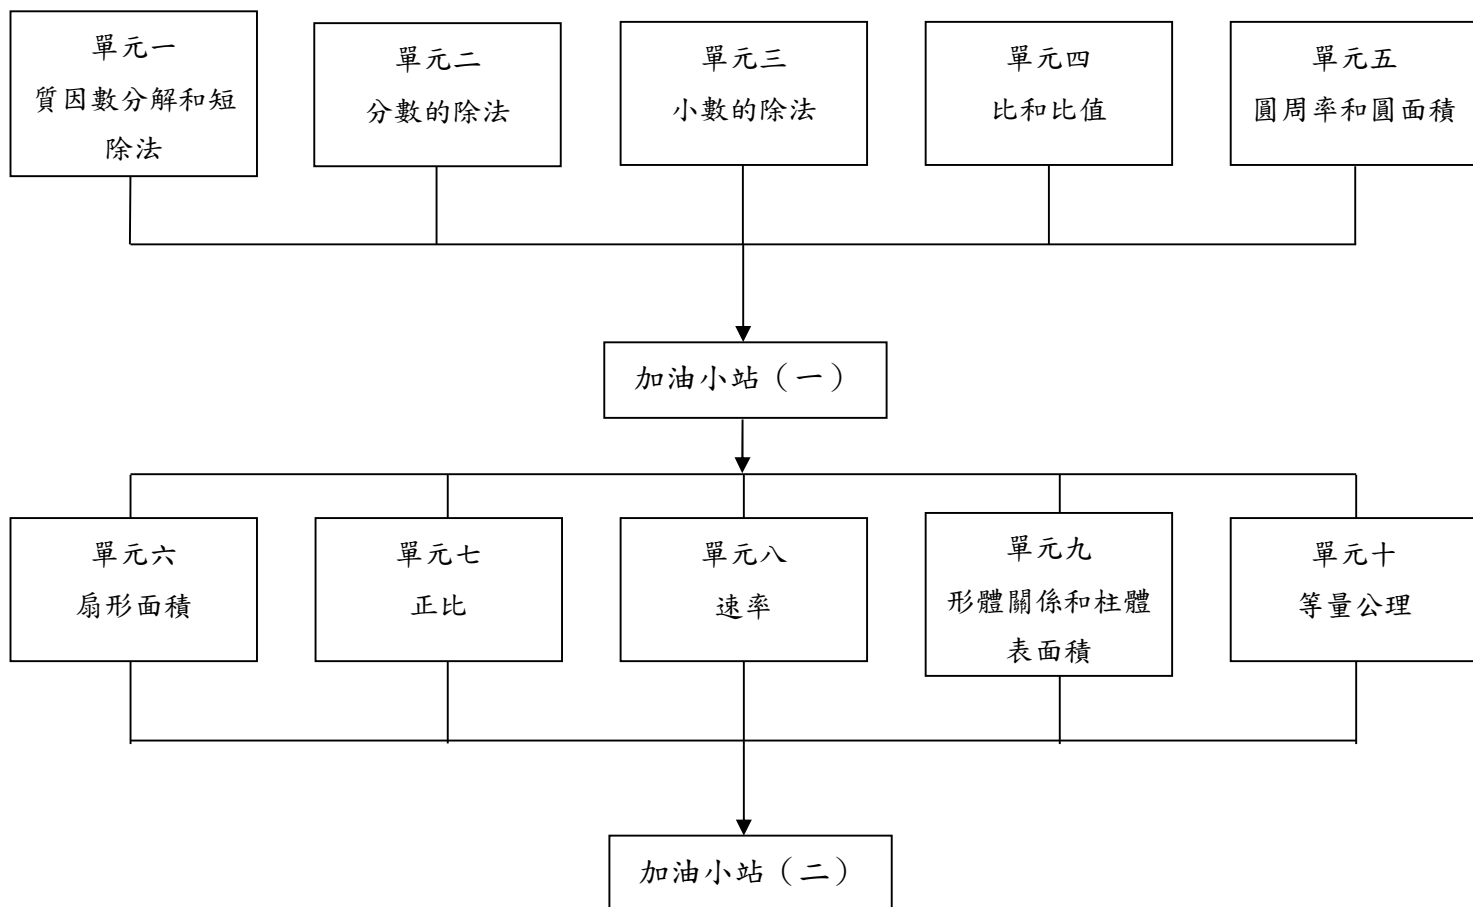 單元一
質因數分解和短
除法
單元二
分數的除法
單元三
小數的除法
單元四
比和比值
單元五
圓周率和圓面積
加油小站（一）
單元六
扇形面積
單元七
正比
單元八
速率
單元九
形體關係和柱體
表面積
單元十
等量公理
加油小站（二）